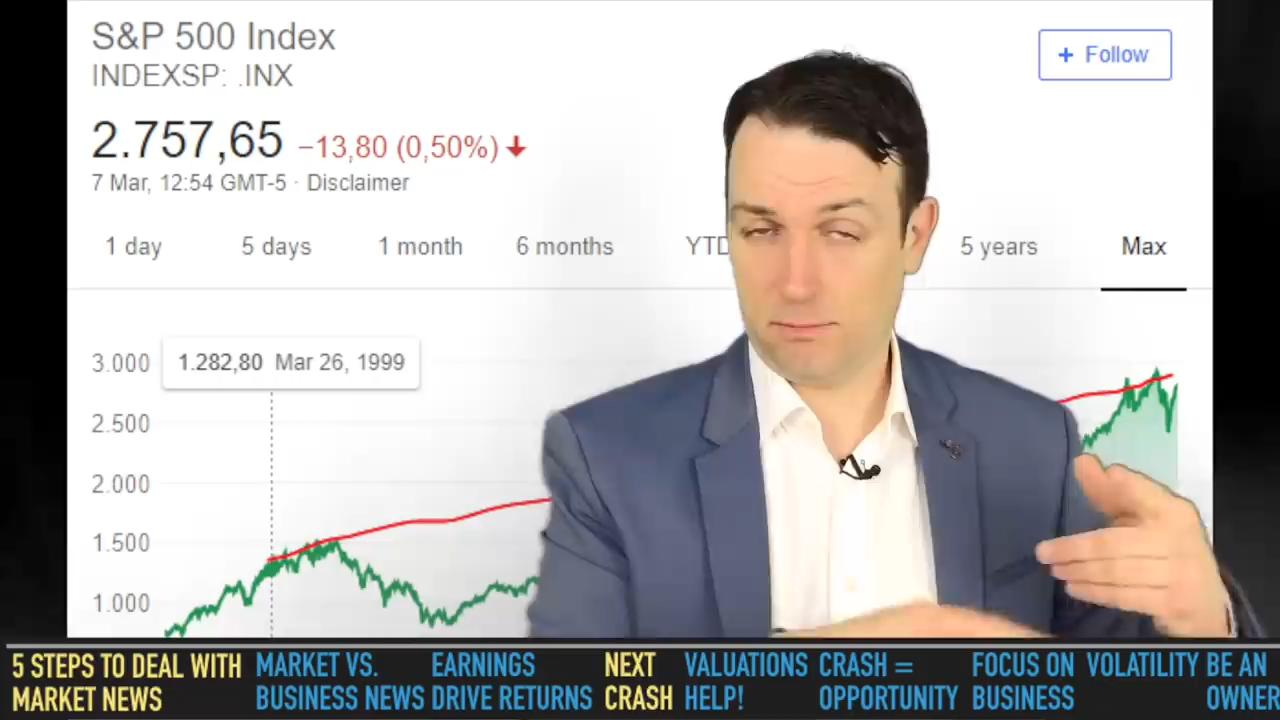 S&P 500 Index
INDEXSP: .INX
+ Follow
2.757,65 −13,80 (0,50%)
7 Mar, 12:54 GMT-5 · Disclaimer
1 day 5 days 1 month 6 months YTD 5 years Max
3.000
1.282,80 Mar 26, 1999
2.500
2.000
1.500
1.000
5 STEPS TO DEAL WITH
MARKET NEWS
MARKET VS.
BUSINESS NEWS
EARNINGS
DRIVE RETURNS
NEXT
CRASH
VALUATIONS
HELP!
CRASH =
OPPORTUNITY
FOCUS ON
BUSINESS
VOLATILITY
BE AN
OWNER